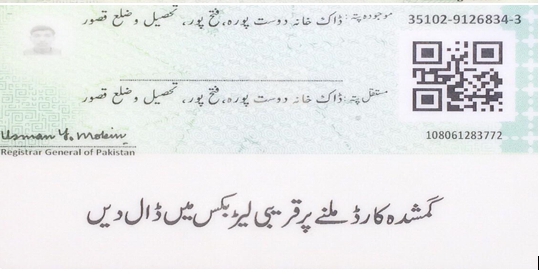 35102-9126834-3
موجودہ پتہ: ڈاک خانہ دوست پورہ، فتح پور، تحصیل و ضلع قصور
مستقل پتہ: ڈاک خانہ دوست پورہ، فتح پور، تحصیل و ضلع قصور
108061283772
Usman Y. Mobin
Registrar General of Pakistan
گمشدہ کارڈ ملنے پر قریبی لیٹر بکس میں ڈال دیں